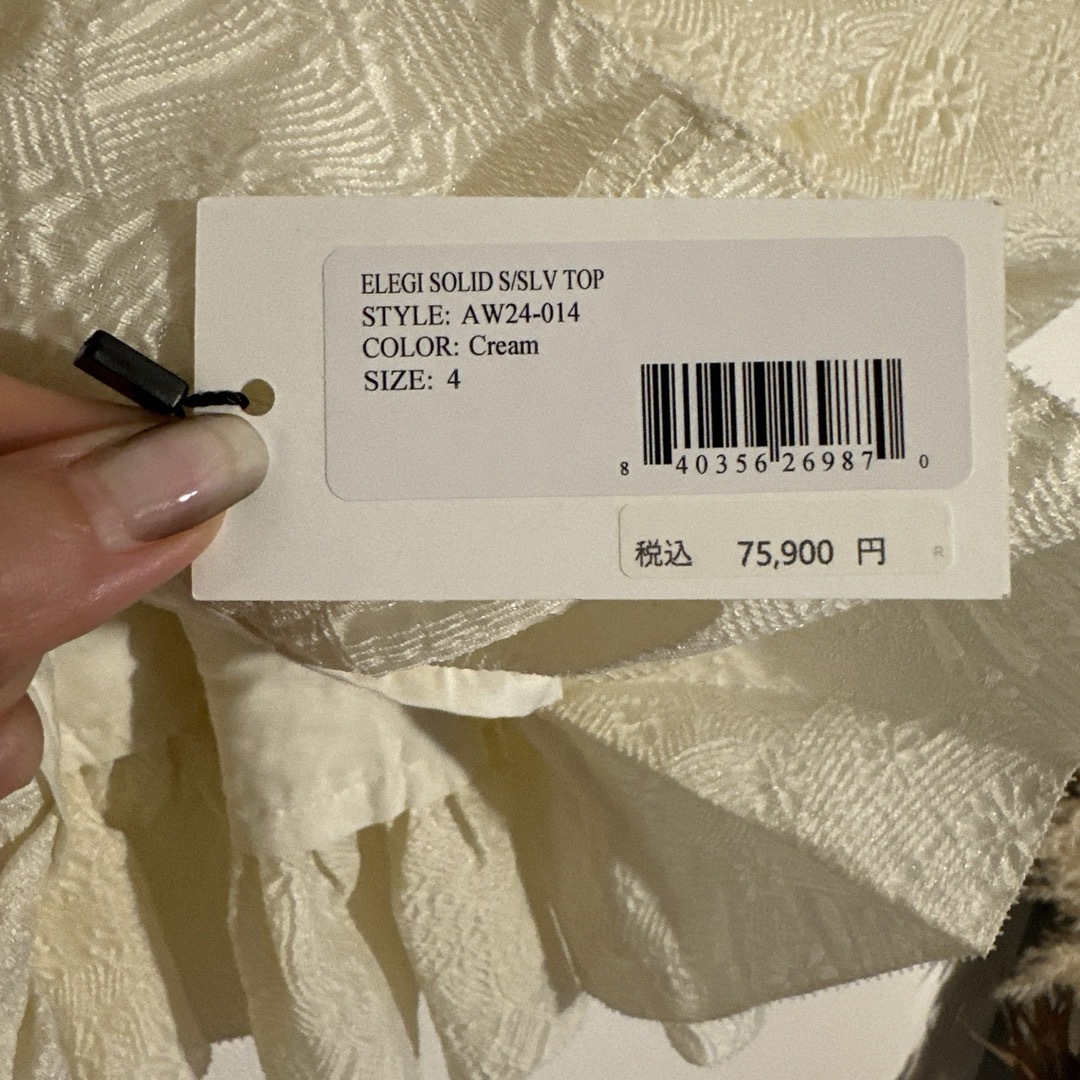 ELEGI SOLID S/SLV TOP
STYLE: AW24-014
COLOR: Cream
SIZE: 4
8 40356 26987 0
税込 75,900 円 R